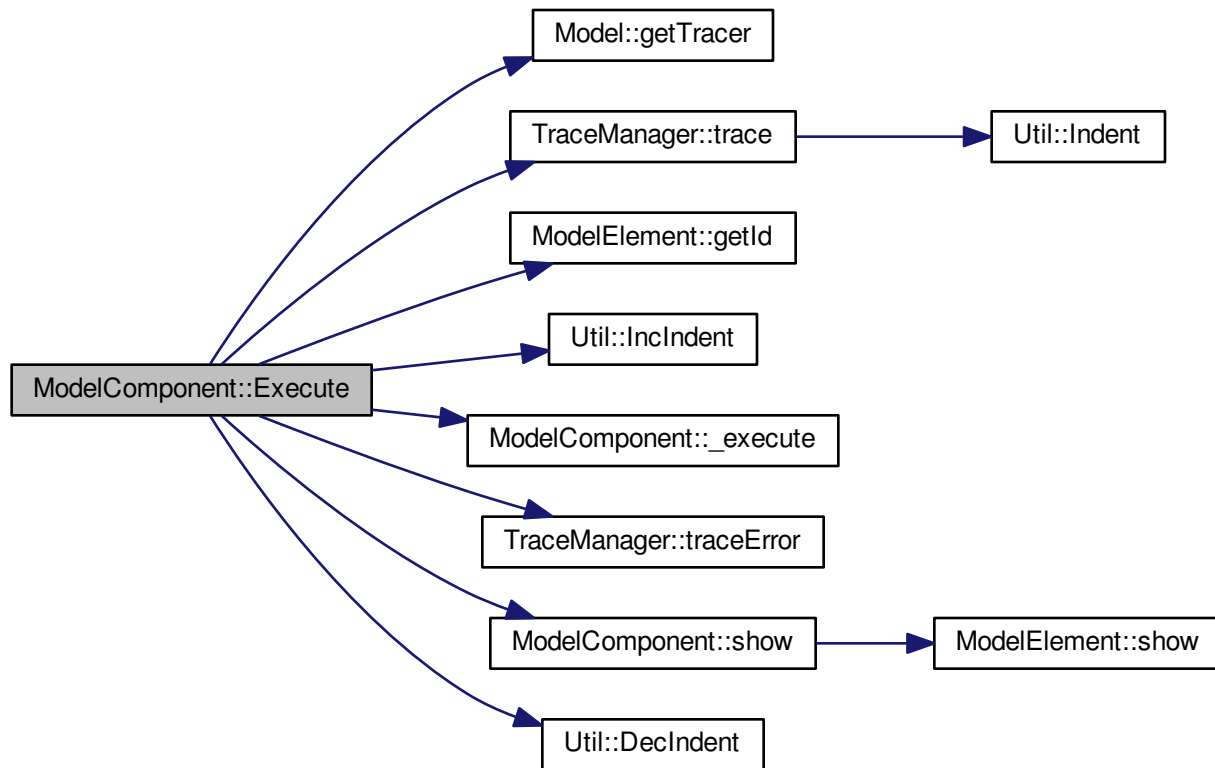 Model::getTracer
TraceManager::trace
Util::Indent
ModelElement::getId
Util::IncIndent
ModelComponent::Execute
ModelComponent::_execute
TraceManager::traceError
ModelComponent::show
ModelElement::show
Util::DecIndent